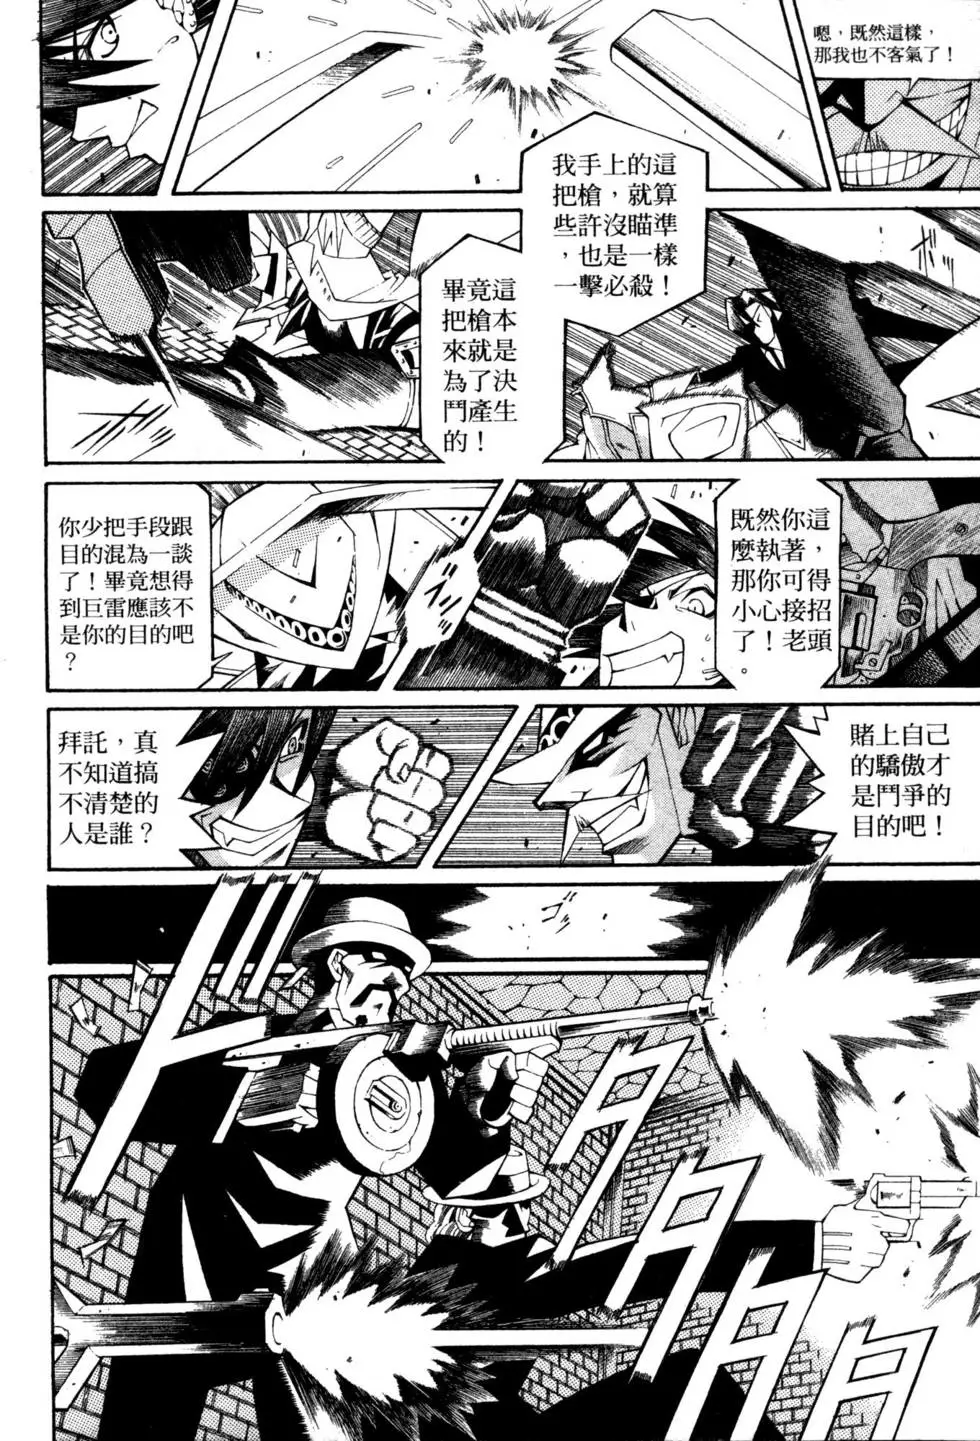 嗯，既然這樣，
那我也不客氣了！
我手上的這
把槍，就算
些許沒瞄準
，也是一樣
一擊必殺！
畢竟這
把槍本
來就是
為了決
鬥產生
的！
既然你這
麼執著，
那你可得
小心接招
了！老頭
。
你少把手段跟
目的混為一談
了！畢竟想得
到巨雷應該不
是你的目的吧
？
賭上自己
的驕傲才
是鬥爭的
目的吧！
拜託，真
不知道搞
不清楚的
人是誰？